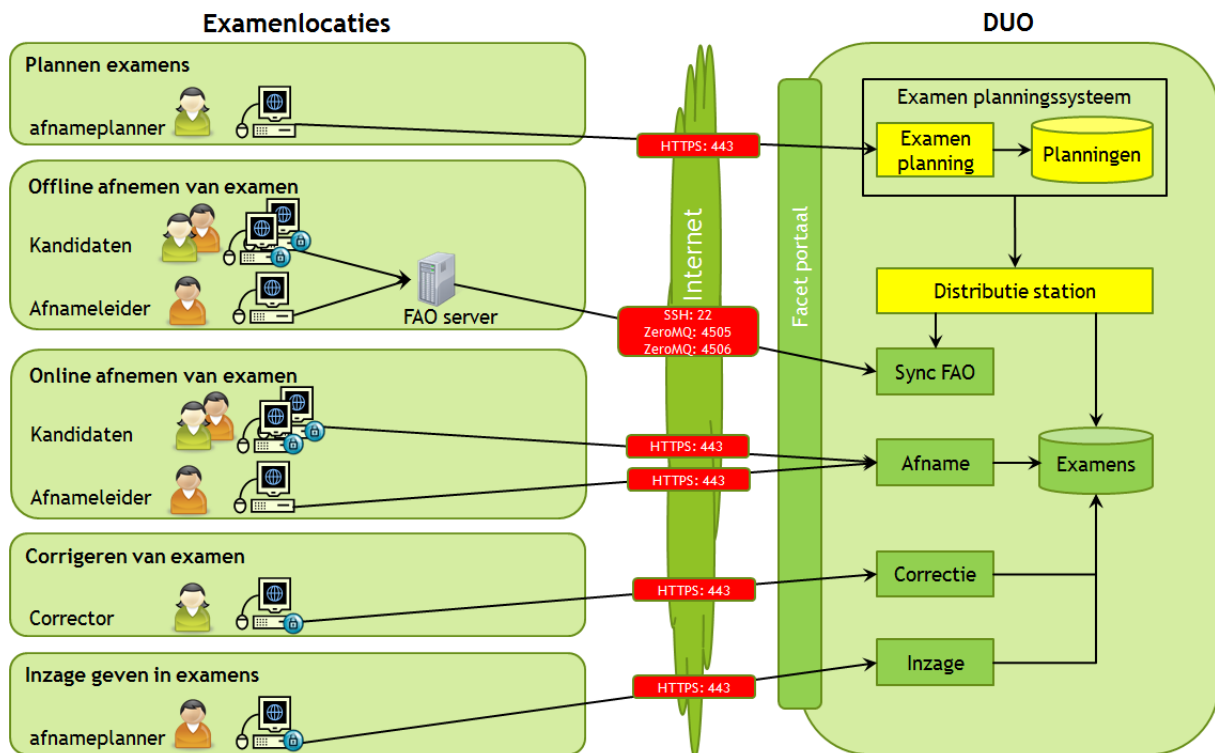 Examenlocaties
DUO
Plannen examens
afnameplanner
HTTPS: 443
Examen planningssysteem
Examen
planning
Planningen
Offline afnemen van examen
Kandidaten
Afnameleider
FAO server
SSH: 22
ZeroMQ: 4505
ZeroMQ: 4506
Internet
Facet portaal
Distributie station
Sync FAO
Online afnemen van examen
Kandidaten
Afnameleider
HTTPS: 443
HTTPS: 443
Afname
Examens
Corrigeren van examen
Corrector
HTTPS: 443
Correctie
Inzage geven in examens
afnameplanner
HTTPS: 443
Inzage